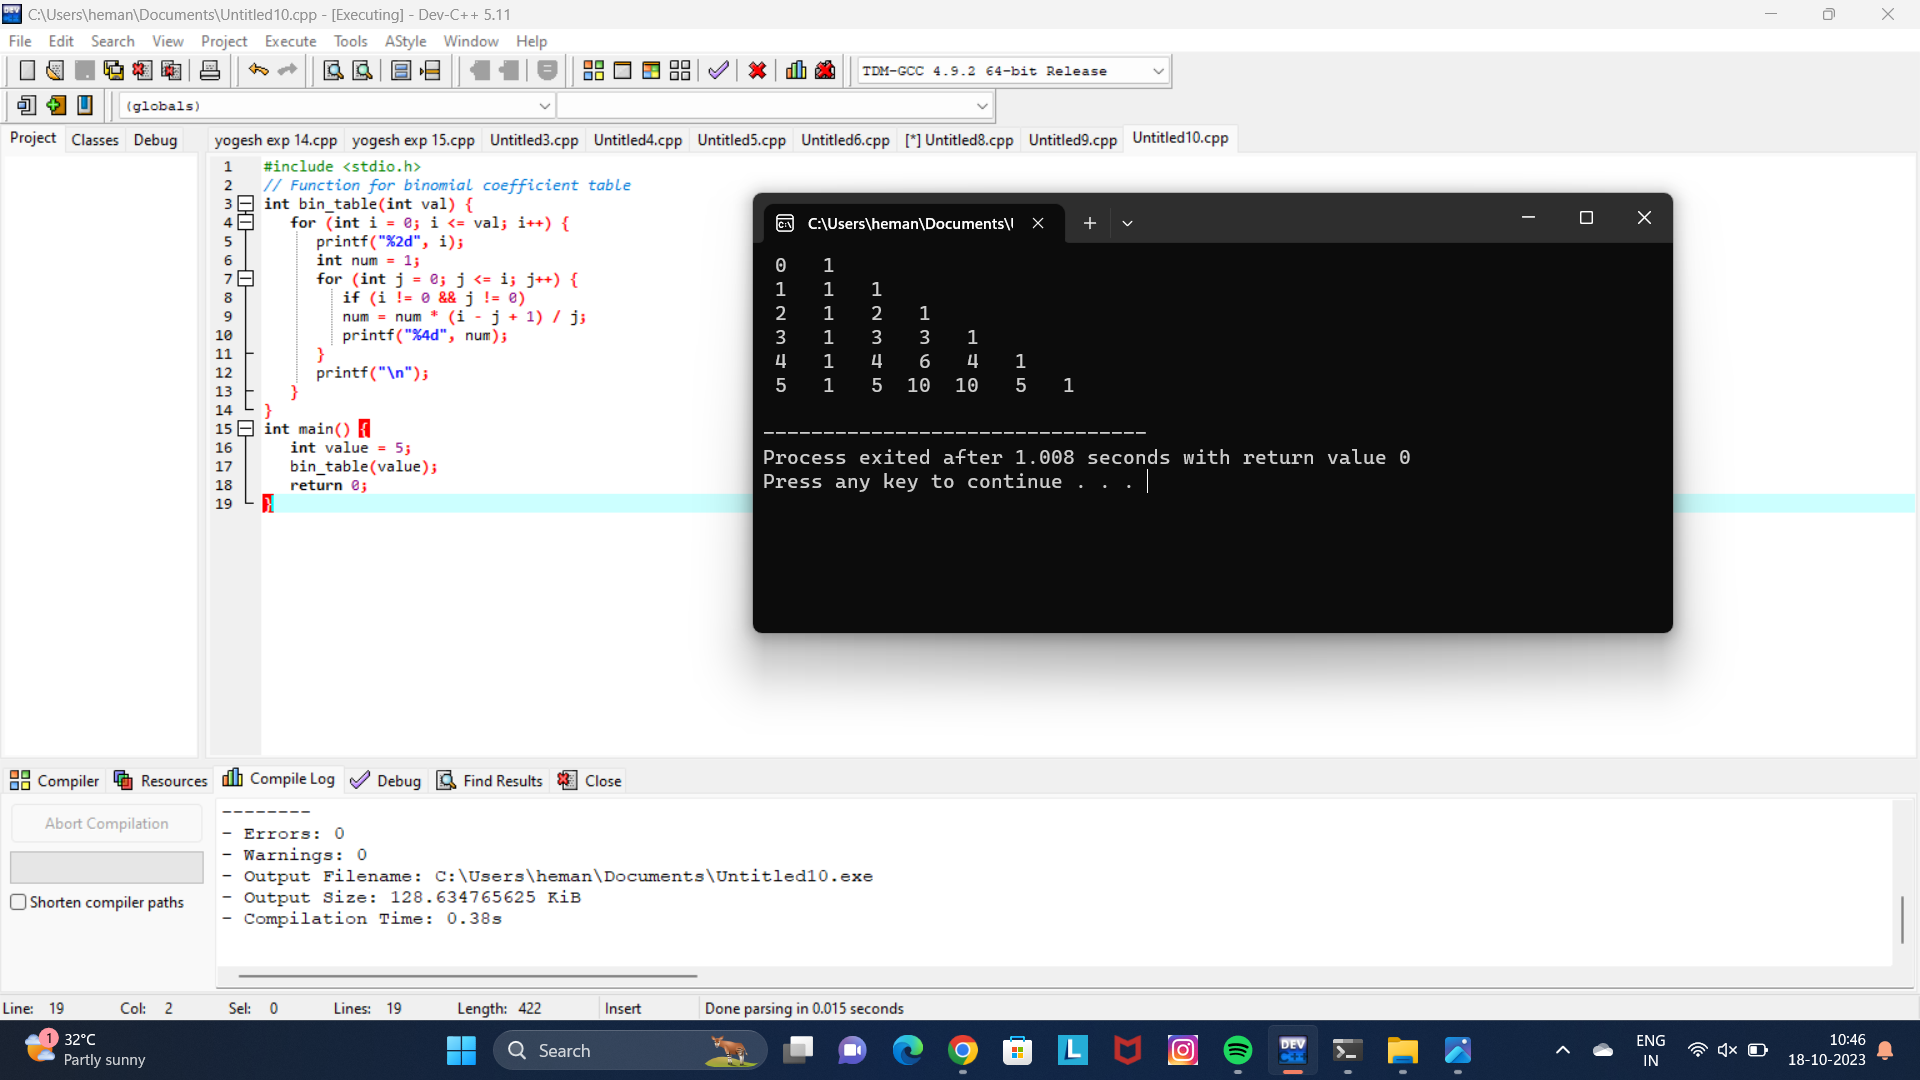 C:\Users\heman\Documents\Untitled10.cpp - [Executing] - Dev-C++ 5.11
File Edit Search View Project Execute Tools AStyle Window Help
TDM-GCC 4.9.2 64-bit Release
(globals)
Project Classes Debug
yogesh exp 14.cpp yogesh exp 15.cpp Untitled3.cpp Untitled4.cpp Untitled5.cpp Untitled6.cpp [*] Untitled8.cpp Untitled9.cpp Untitled10.cpp
1 #include <stdio.h>
2 // Function for binomial coefficient table
3 int bin_table(int val) {
4 for (int i = 0; i <= val; i++) {
5 printf("%2d", i);
6 int num = 1;
7 for (int j = 0; j <= i; j++) {
8 if (i != 0 && j != 0)
9 num = num * (i - j + 1) / j;
10 printf("%4d", num);
11 }
12 printf("\n");
13 }
14 }
15 int main() {
16 int value = 5;
17 bin_table(value);
18 return 0;
19 }
C:\Users\heman\Documents\
0 1
1 1 1
2 1 2 1
3 1 3 3 1
4 1 4 6 4 1
5 1 5 10 10 5 1
--------------------------------
Process exited after 1.008 seconds with return value 0
Press any key to continue . . .
Compiler Resources Compile Log Debug Find Results Close
Abort Compilation
Shorten compiler paths
--------
- Errors: 0
- Warnings: 0
- Output Filename: C:\Users\heman\Documents\Untitled10.exe
- Output Size: 128.634765625 KiB
- Compilation Time: 0.38s
Line: 19 Col: 2 Sel: 0 Lines: 19 Length: 422 Insert Done parsing in 0.015 seconds
1
32°C
Partly sunny
Search
L
DEV
C++
ENG
IN
10:46
18-10-2023